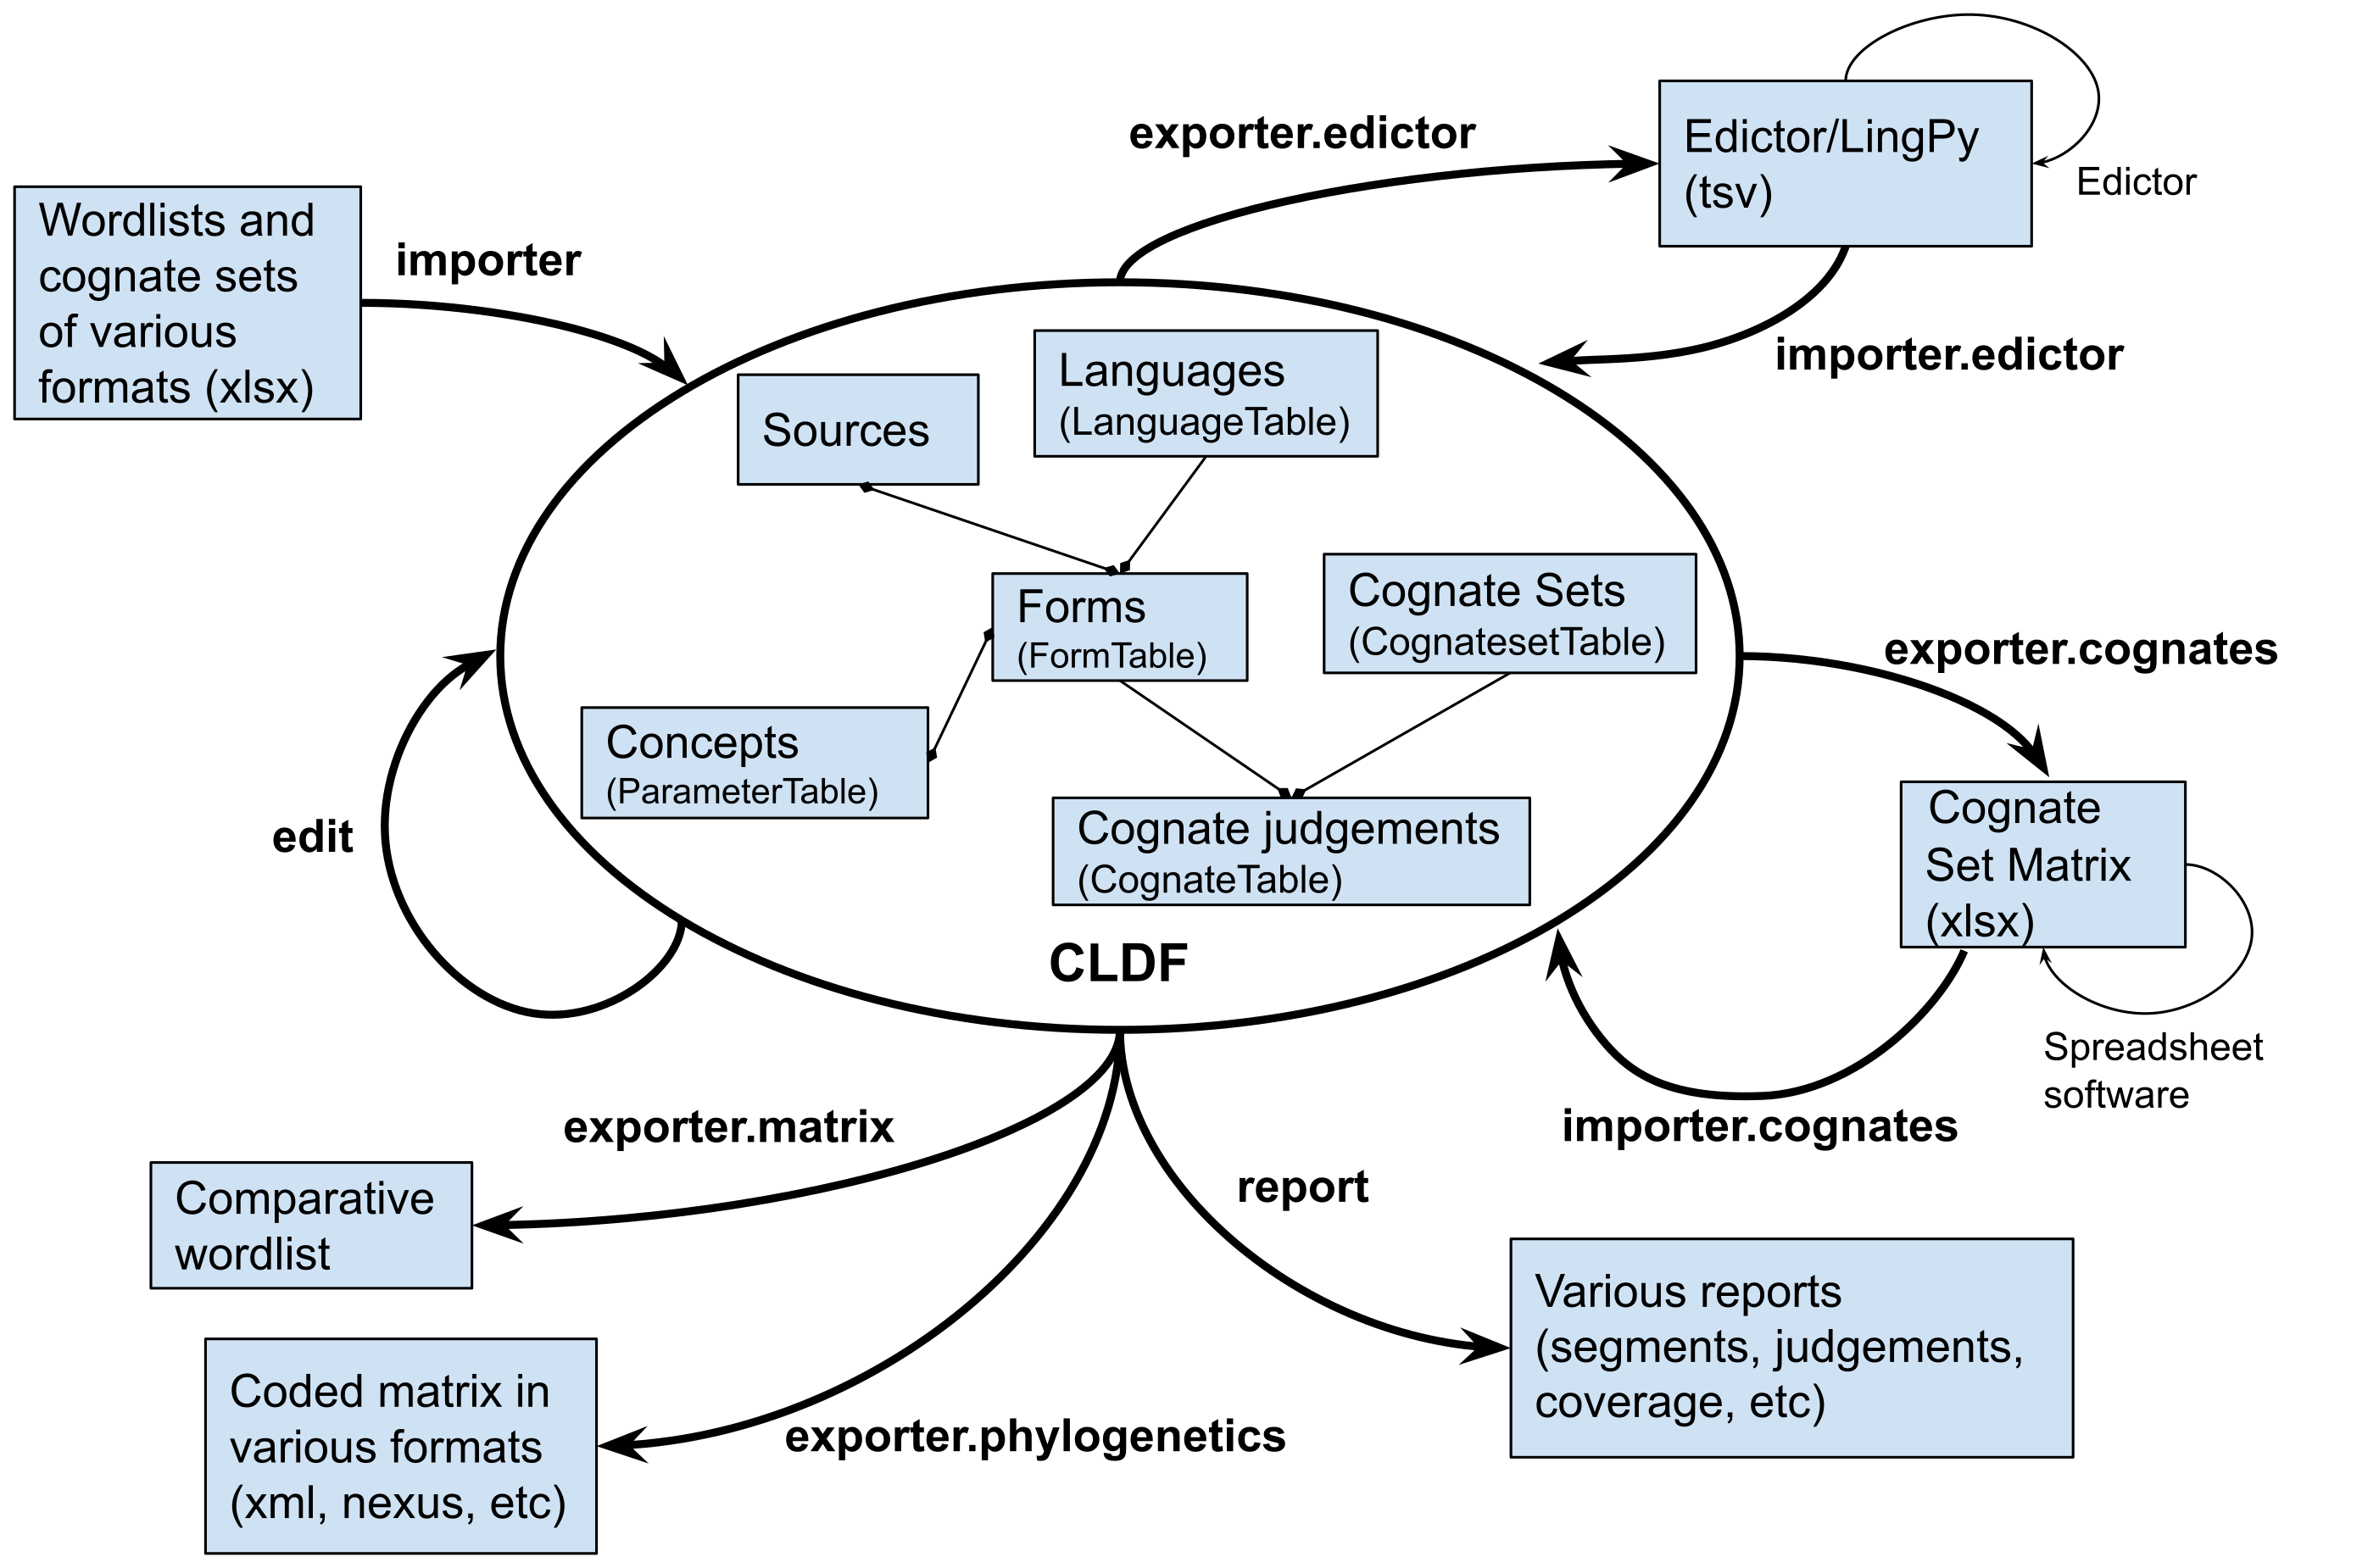 exporter.edictor
Edictor/LingPy
(tsv)
Edictor
Wordlists and
cognate sets
of various
formats (xlsx)
importer
importer.edictor
Languages
(LanguageTable)
Sources
Forms
(FormTable)
Cognate Sets
(CognatesetTable)
exporter.cognates
Concepts
(ParameterTable)
edit
Cognate judgements
(CognateTable)
Cognate
Set Matrix
(xlsx)
CLDF
Spreadsheet
software
exporter.matrix
importer.cognates
report
Comparative
wordlist
Various reports
(segments, judgements,
coverage, etc)
Coded matrix in
various formats
(xml, nexus, etc)
exporter.phylogenetics